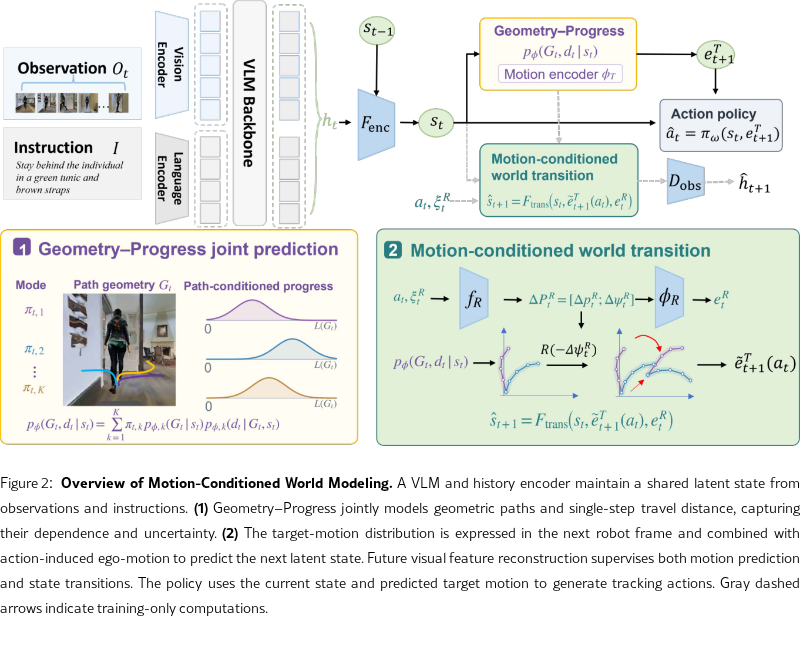 Observation O_t
Instruction I
Stay behind the individual
in a green tunic and
brown straps
Vision
Encoder
Language
Encoder
VLM Backbone
h_t
s_{t-1}
F_enc
s_t
Geometry–Progress
p_ϕ(G_t, d_t | s_t)
Motion encoder ϕ_T
e^T_{t+1}
Action policy
â_t = π_ω(s_t, e^T_{t+1})
Motion-conditioned
world transition
ŝ_{t+1} = F_trans(s_t, ẽ^T_{t+1}(a_t), e^R_t)
a_t, ξ^R_t
D_obs
ĥ_{t+1}
1 Geometry–Progress joint prediction
Mode
Path geometry G_t
Path-conditioned progress
π_{t,1}
π_{t,2}
⋮
π_{t,K}
0 L(G_t)
0 L(G_t)
0 L(G_t)
p_ϕ(G_t, d_t | s_t) = ∑_{k=1}^{K} π_{t,k} p_{ϕ,k}(G_t | s_t) p_{ϕ,k}(d_t | G_t, s_t)
2 Motion-conditioned world transition
a_t, ξ^R_t
f_R
ΔP^R_t = [Δp^R_t; Δψ^R_t]
ϕ_R
e^R_t
p_ϕ(G_t, d_t | s_t)
R(−Δψ^R_t)
ẽ^T_{t+1}(a_t)
ŝ_{t+1} = F_trans(s_t, ẽ^T_{t+1}(a_t), e^R_t)
Figure 2: Overview of Motion-Conditioned World Modeling. A VLM and history encoder maintain a shared latent state from
observations and instructions. (1) Geometry–Progress jointly models geometric paths and single-step travel distance, capturing
their dependence and uncertainty. (2) The target-motion distribution is expressed in the next robot frame and combined with
action-induced ego-motion to predict the next latent state. Future visual feature reconstruction supervises both motion prediction
and state transitions. The policy uses the current state and predicted target motion to generate tracking actions. Gray dashed
arrows indicate training-only computations.